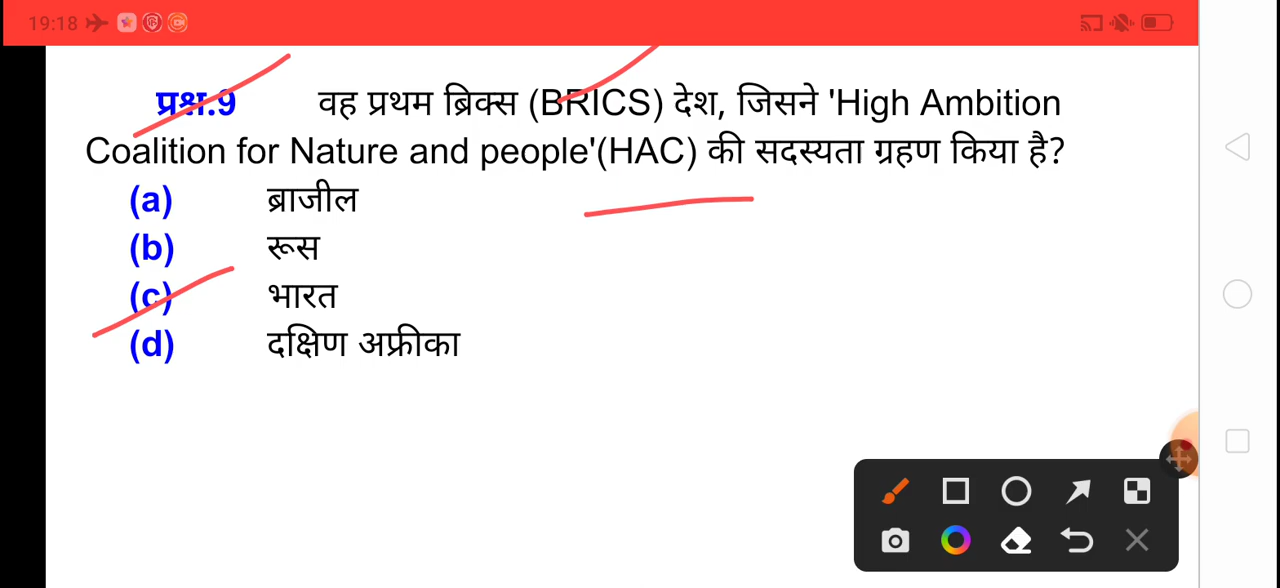 19:18
प्रश्न.9 वह प्रथम ब्रिक्स (BRICS) देश, जिसने 'High Ambition
Coalition for Nature and people'(HAC) की सदस्यता ग्रहण किया है?
(a) ब्राजील
(b) रूस
(c) भारत
(d) दक्षिण अफ्रीका